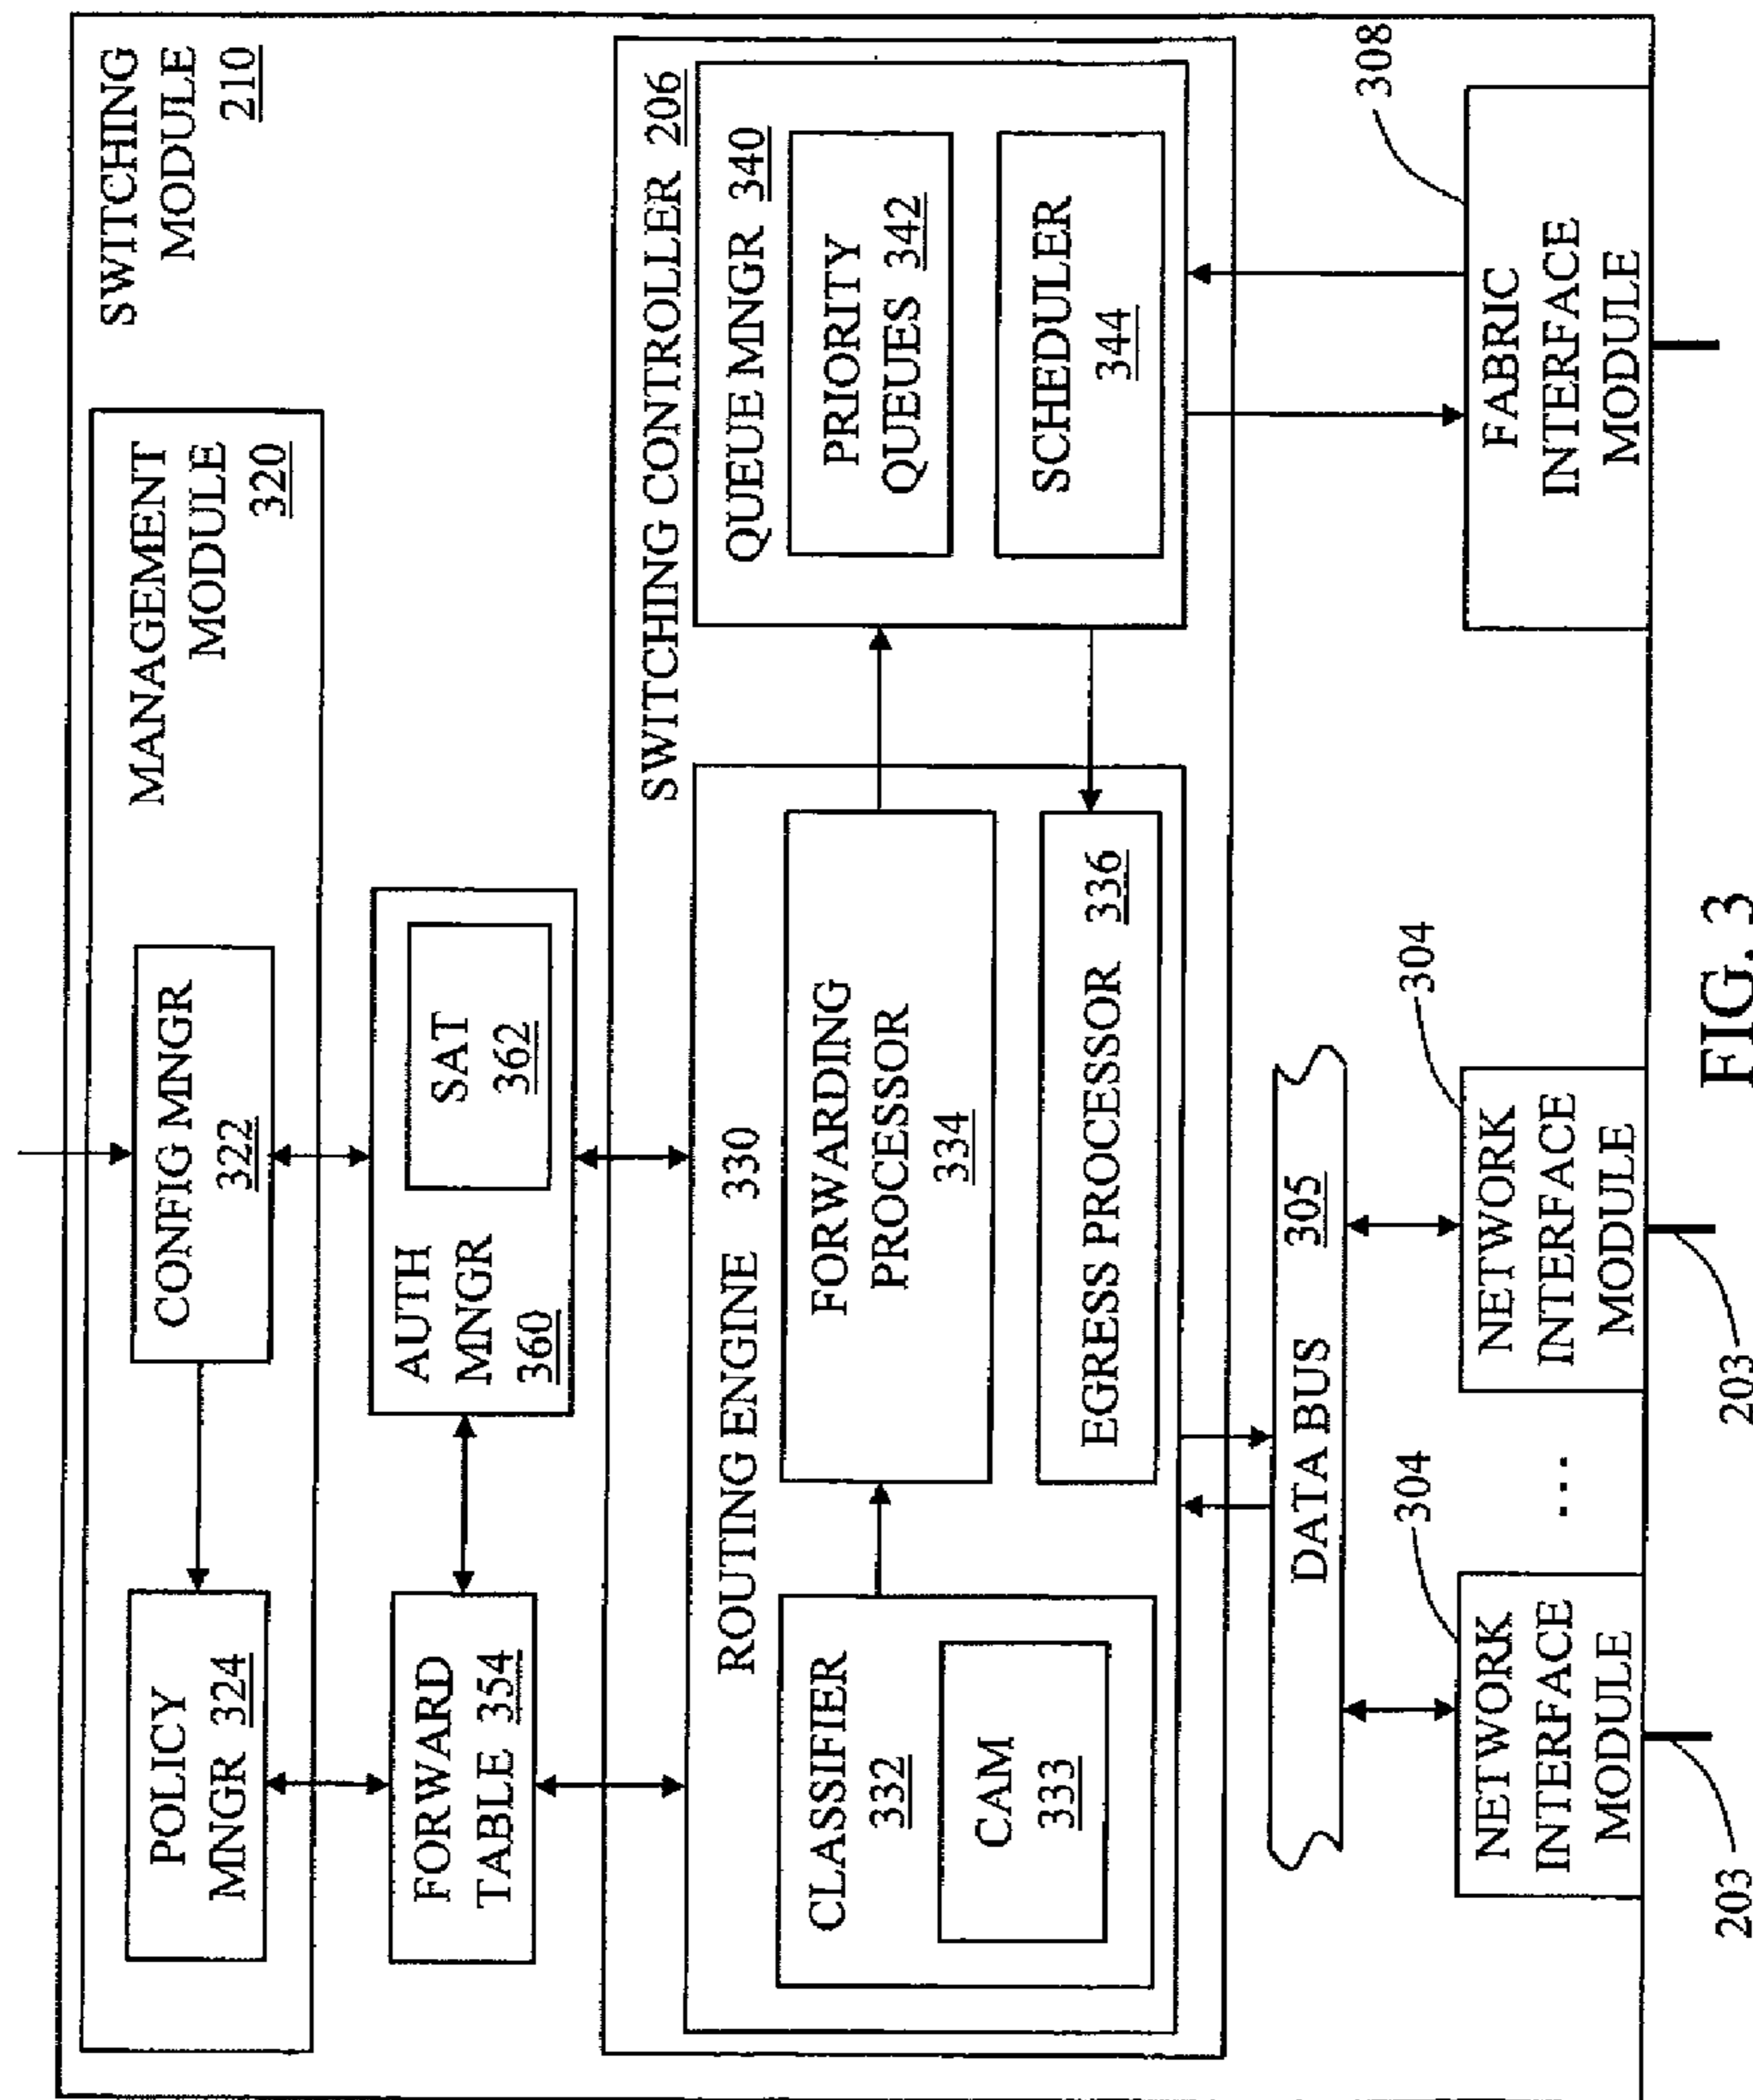 SWITCHING
MODULE
210
MANAGEMENT
MODULE
320
CONFIG MNGR
322
POLICY
MNGR 324
AUTH
MNGR
360
SAT
362
FORWARD
TABLE 354
SWITCHING CONTROLLER 206
ROUTING ENGINE 330
CLASSIFIER
332
CAM
333
FORWARDING
PROCESSOR
334
EGRESS PROCESSOR 336
QUEUE MNGR 340
PRIORITY
QUEUES 342
SCHEDULER
344
DATA BUS 305
304
NETWORK
INTERFACE
MODULE
203
...
304
NETWORK
INTERFACE
MODULE
203
308
FABRIC
INTERFACE
MODULE
FIG. 3